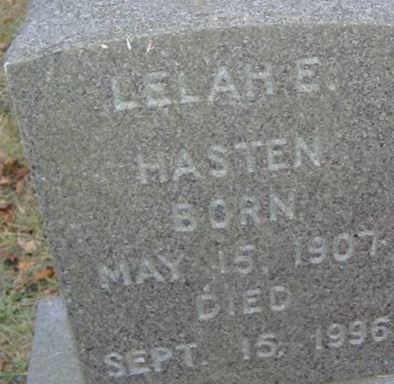 LELAH E.
HASTEN
BORN
MAY 15, 1907
DIED
SEPT. 15, 1996